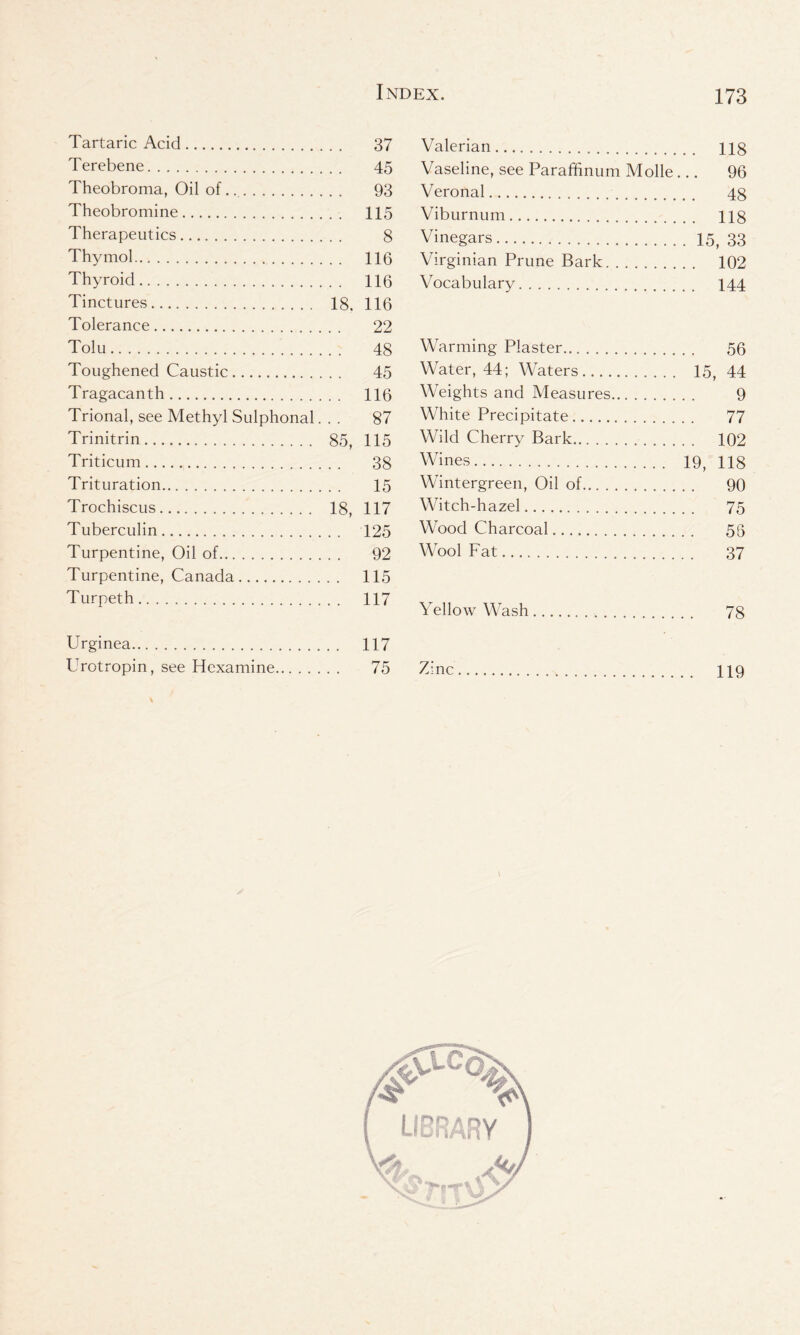 Index.
173
Tartaric Acid.................... 37
Terebene.................... 45
Theobroma, Oil of.................... 93
Theobromine.................... 115
Therapeutics.................... 8
Thymol.................... 116
Thyroid.................... 116
Tinctures.................... 18, 116
Tolerance.................... 22
Tolu.................... 48
Toughened Caustic.................... 45
Tragacanth.................... 116
Trional, see Methyl Sulphonal... 87
Trinitrin.................... 85, 115
Triticum.................... 38
Trituration.................... 15
Trochiscus.................... 18, 117
Tuberculin.................... 125
Turpentine, Oil of.................... 92
Turpentine, Canada.................... 115
Turpeth.................... 117
Urginea.................... 117
Urotropin, see Hexamine........ 75
Valerian.................... 118
Vaseline, see Paraffinum Molle... 96
Veronal.................... 48
Viburnum.................... 118
Vinegars.................... 15, 33
Virginian Prune Bark.......... 102
Vocabulary.................... 144
Warming Plaster.................... 56
Water, 44; Waters............ 15, 44
Weights and Measures.......... 9
White Precipitate.................... 77
Wild Cherry Bark.................... 102
Wines.................... 19, 118
Wintergreen, Oil of.................... 90
Witch-hazel.................... 75
Wood Charcoal.................... 56
Wool Fat.................... 37
Yellow Wash.................... 78
Zinc.................... 119
WELLCOME
LIBRARY
INSTITUTE